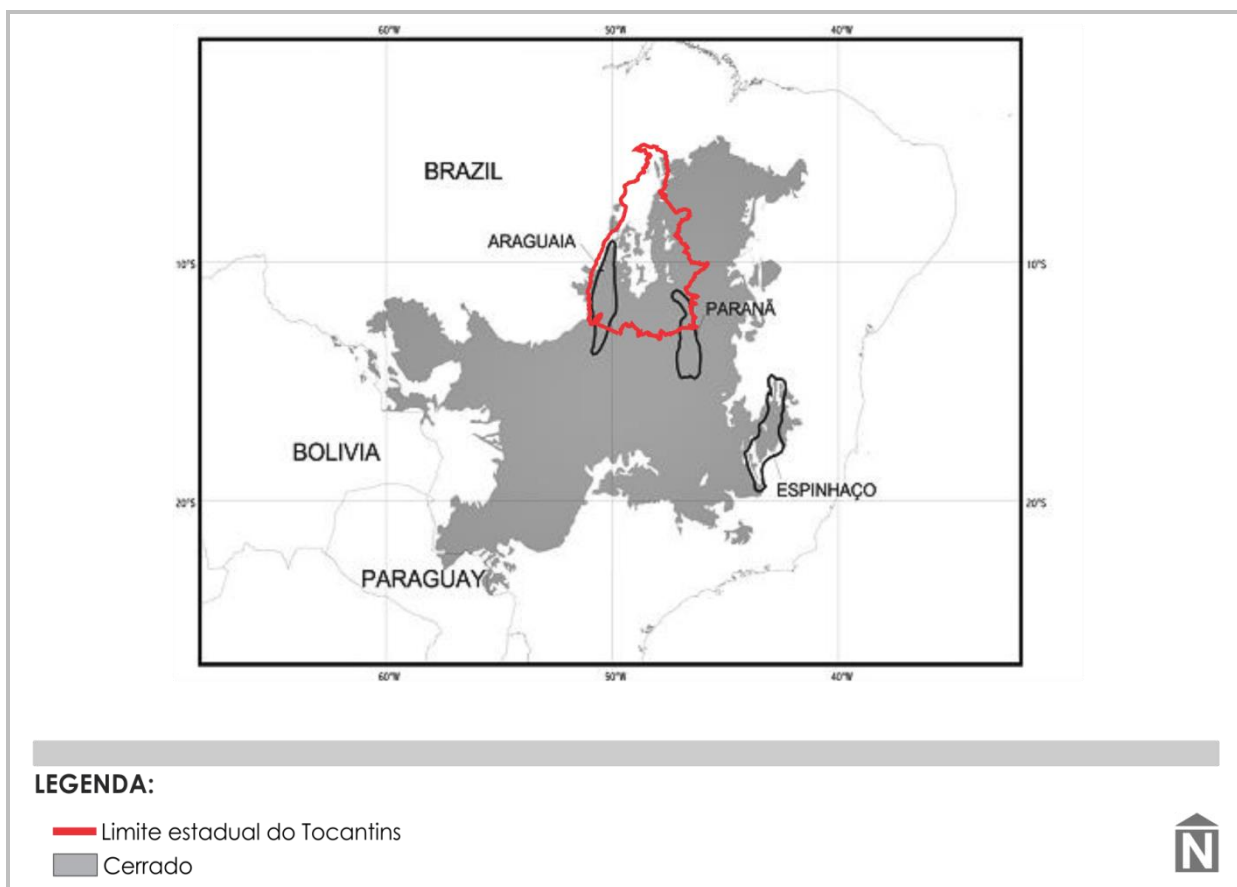 60°W 50°W 40°W
BRAZIL
ARAGUAIA
10°S 10°S
PARANÃ
BOLIVIA
ESPINHAÇO
20°S 20°S
PARAGUAY
60°W 50°W 40°W
LEGENDA:
Limite estadual do Tocantins
Cerrado
N